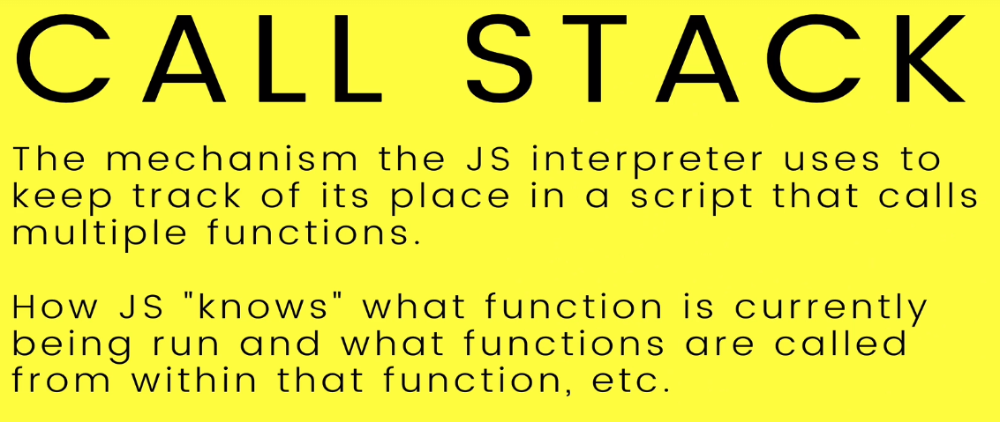 CALL STACK
The mechanism the JS interpreter uses to
keep track of its place in a script that calls
multiple functions.
How JS "knows" what function is currently
being run and what functions are called
from within that function, etc.